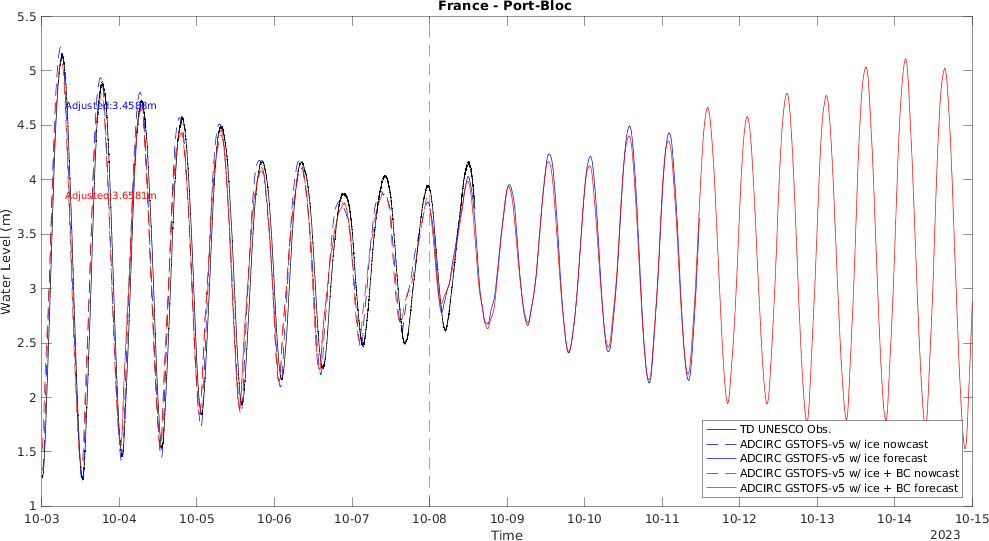 France - Port-Bloc
5.5
5
4.5
4
3.5
3
2.5
2
1.5
1
Water Level (m)
Adjusted:3.4588m
Adjusted:3.6581m
TD UNESCO Obs.
ADCIRC GSTOFS-v5 w/ ice nowcast
ADCIRC GSTOFS-v5 w/ ice forecast
ADCIRC GSTOFS-v5 w/ ice + BC nowcast
ADCIRC GSTOFS-v5 w/ ice + BC forecast
10-03 10-04 10-05 10-06 10-07 10-08 10-09 10-10 10-11 10-12 10-13 10-14 10-15
Time
2023